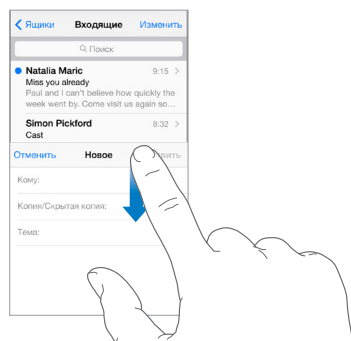 Ящики Входящие Изменить
Поиск
Natalia Maric 9:15
Miss you already
Paul and I can't believe how quickly the
week went by. Come visit us again so...
Simon Pickford 8:32
Cast
Отменить Новое
Кому:
Копия/Скрытая копия:
Тема: